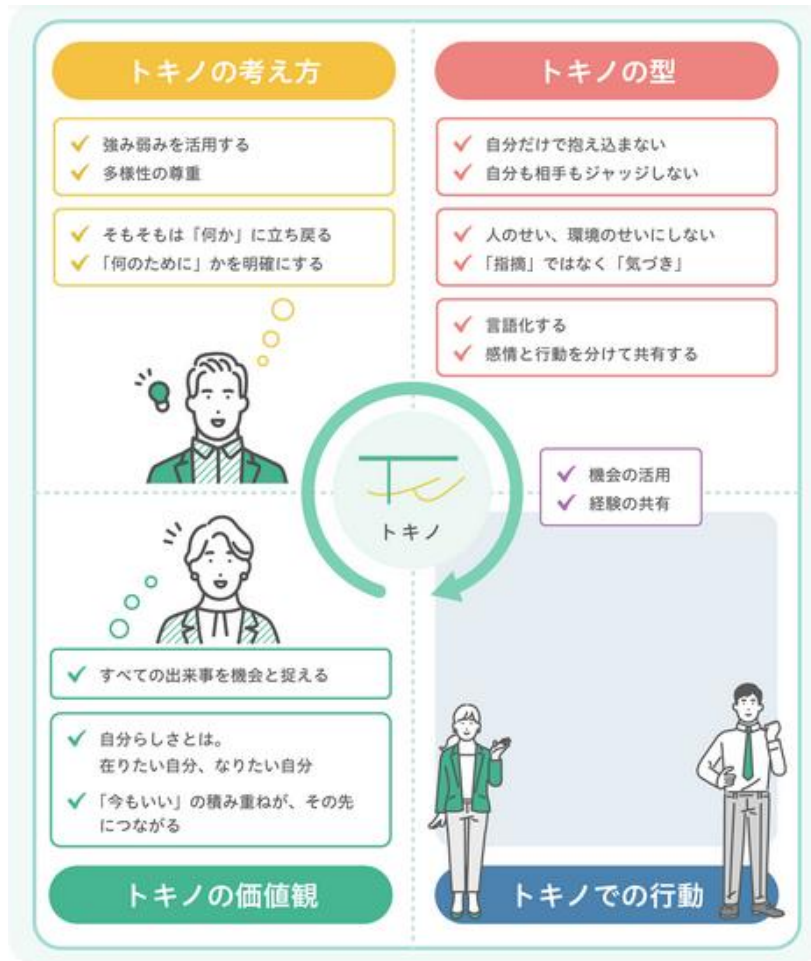 トキノの考え方
強み弱みを活用する
多様性の尊重
そもそもは「何か」に立ち戻る
「何のために」かを明確にする
トキノの型
自分だけで抱え込まない
自分も相手もジャッジしない
人のせい、環境のせいにしない
「指摘」ではなく「気づき」
言語化する
感情と行動を分けて共有する
トキノ
すべての出来事を機会と捉える
自分らしさとは。
在りたい自分、なりたい自分
「今もいい」の積み重ねが、その先
につながる
トキノの価値観
機会の活用
経験の共有
トキノでの行動